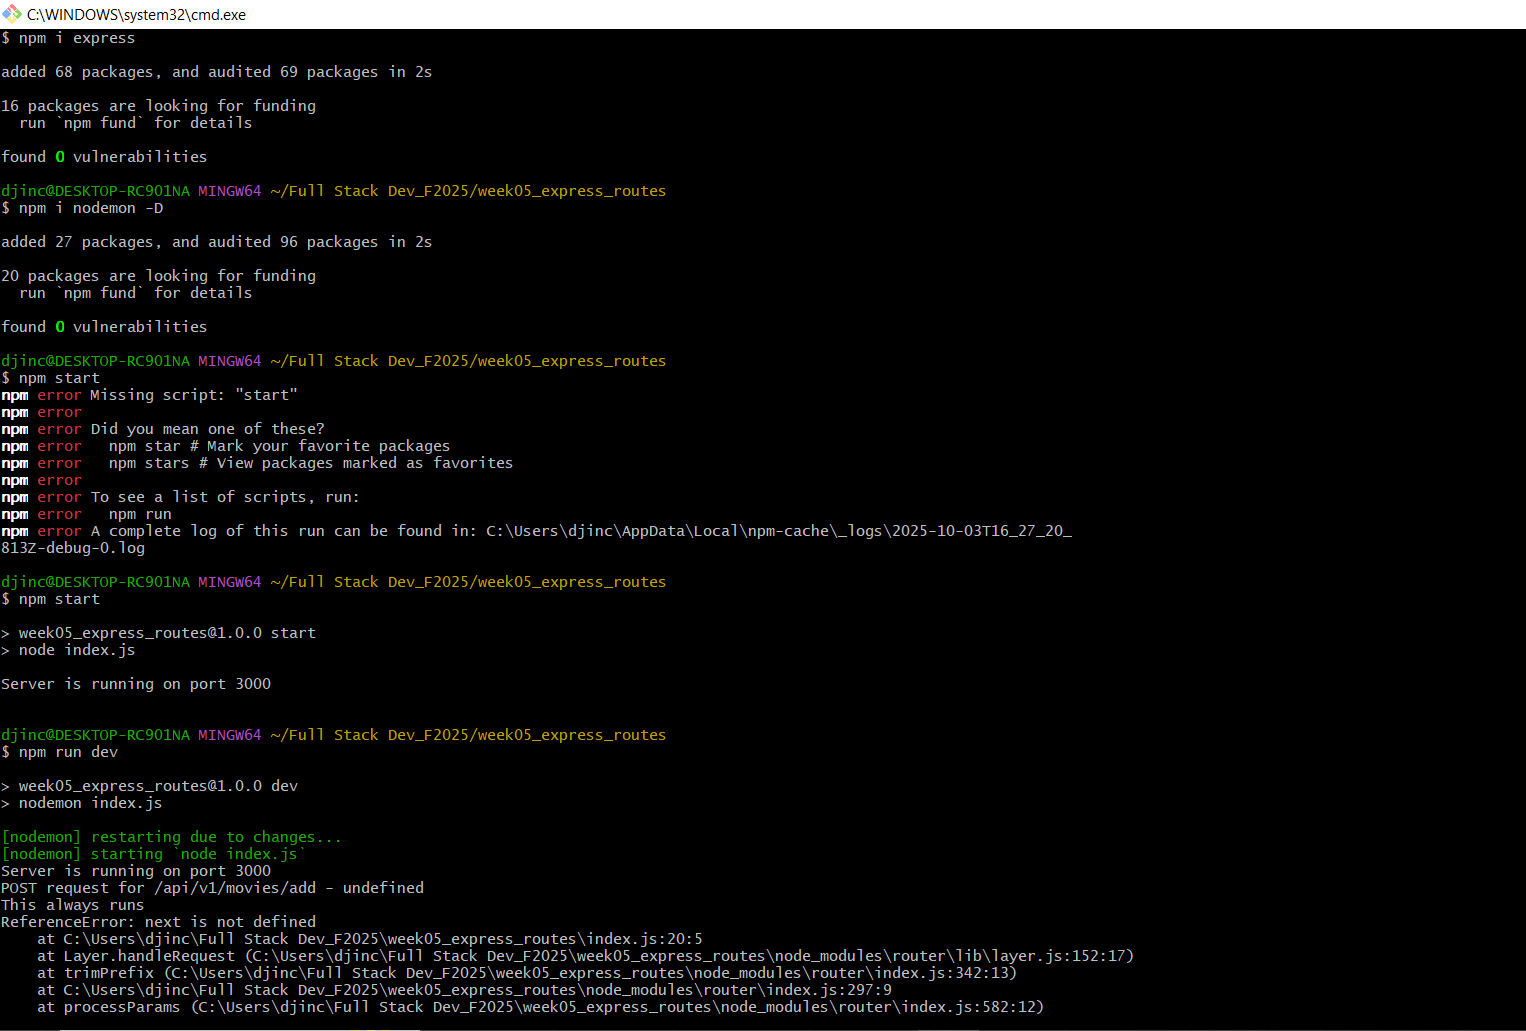 C:\WINDOWS\system32\cmd.exe
$ npm i express
added 68 packages, and audited 69 packages in 2s
16 packages are looking for funding
  run `npm fund` for details
found 0 vulnerabilities
djinc@DESKTOP-RC901NA MINGW64 ~/Full Stack Dev_F2025/week05_express_routes
$ npm i nodemon -D
added 27 packages, and audited 96 packages in 2s
20 packages are looking for funding
  run `npm fund` for details
found 0 vulnerabilities
djinc@DESKTOP-RC901NA MINGW64 ~/Full Stack Dev_F2025/week05_express_routes
$ npm start
npm error Missing script: "start"
npm error
npm error Did you mean one of these?
npm error   npm star # Mark your favorite packages
npm error   npm stars # View packages marked as favorites
npm error
npm error To see a list of scripts, run:
npm error   npm run
npm error A complete log of this run can be found in: C:\Users\djinc\AppData\Local\npm-cache\_logs\2025-10-03T16_27_20_
813Z-debug-0.log
djinc@DESKTOP-RC901NA MINGW64 ~/Full Stack Dev_F2025/week05_express_routes
$ npm start
> week05_express_routes@1.0.0 start
> node index.js
Server is running on port 3000
djinc@DESKTOP-RC901NA MINGW64 ~/Full Stack Dev_F2025/week05_express_routes
$ npm run dev
> week05_express_routes@1.0.0 dev
> nodemon index.js
[nodemon] restarting due to changes...
[nodemon] starting `node index.js`
Server is running on port 3000
POST request for /api/v1/movies/add - undefined
This always runs
ReferenceError: next is not defined
    at C:\Users\djinc\Full Stack Dev_F2025\week05_express_routes\index.js:20:5
    at Layer.handleRequest (C:\Users\djinc\Full Stack Dev_F2025\week05_express_routes\node_modules\router\lib\layer.js:152:17)
    at trimPrefix (C:\Users\djinc\Full Stack Dev_F2025\week05_express_routes\node_modules\router\index.js:342:13)
    at C:\Users\djinc\Full Stack Dev_F2025\week05_express_routes\node_modules\router\index.js:297:9
    at processParams (C:\Users\djinc\Full Stack Dev_F2025\week05_express_routes\node_modules\router\index.js:582:12)